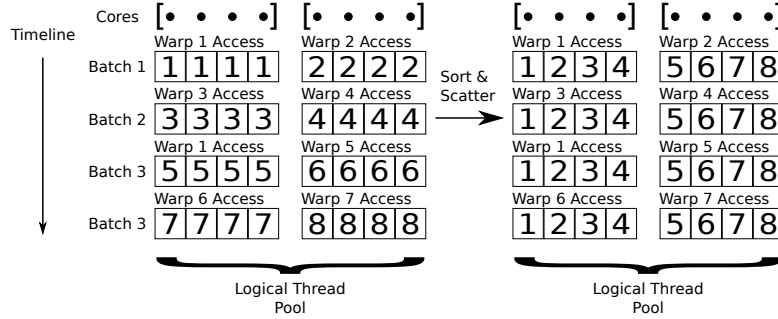 Cores [• • • •] [• • • •] [• • • •] [• • • •]
Timeline
Warp 1 Access Warp 2 Access Warp 1 Access Warp 2 Access
Batch 1 1 1 1 1 2 2 2 2 Sort & 1 2 3 4 5 6 7 8
Warp 3 Access Warp 4 Access Scatter Warp 3 Access Warp 4 Access
Batch 2 3 3 3 3 4 4 4 4 1 2 3 4 5 6 7 8
Warp 1 Access Warp 5 Access Warp 1 Access Warp 5 Access
Batch 3 5 5 5 5 6 6 6 6 1 2 3 4 5 6 7 8
Warp 6 Access Warp 7 Access Warp 6 Access Warp 7 Access
Batch 3 7 7 7 7 8 8 8 8 1 2 3 4 5 6 7 8
Logical Thread Logical Thread
Pool Pool